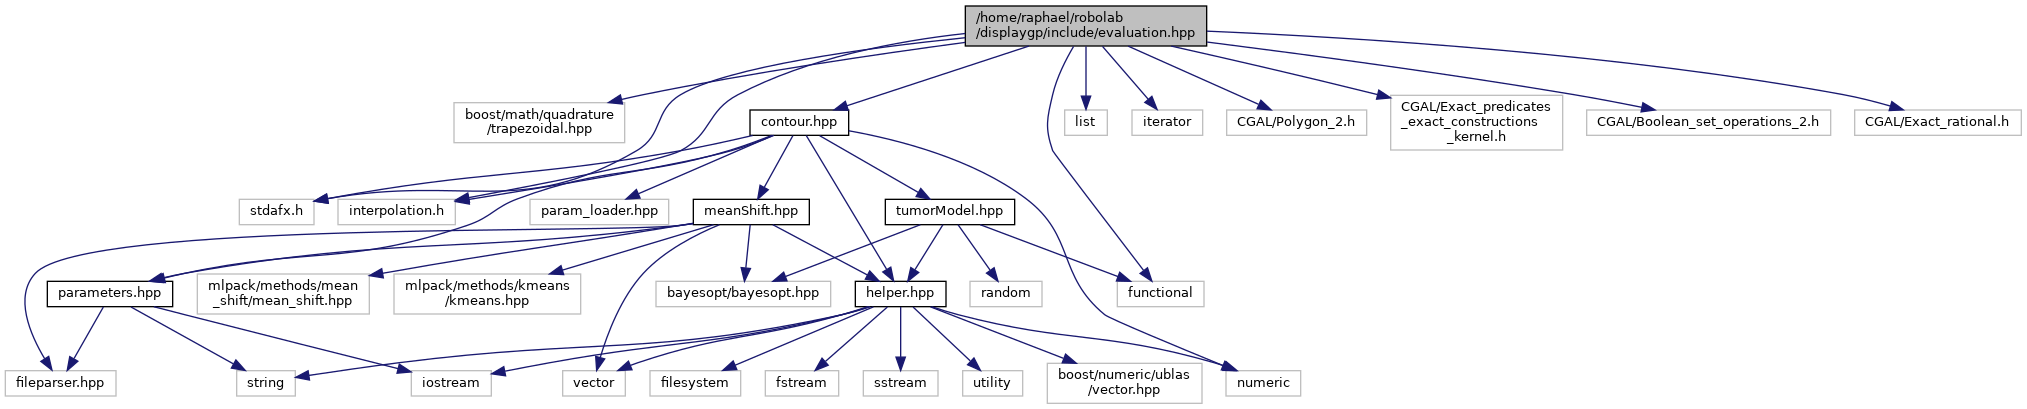 /home/raphael/robolab
/displaygp/include/evaluation.hpp
boost/math/quadrature
/trapezoidal.hpp
contour.hpp
list
iterator
CGAL/Polygon_2.h
CGAL/Exact_predicates
_exact_constructions
_kernel.h
CGAL/Boolean_set_operations_2.h
CGAL/Exact_rational.h
stdafx.h
interpolation.h
param_loader.hpp
meanShift.hpp
tumorModel.hpp
parameters.hpp
mlpack/methods/mean
_shift/mean_shift.hpp
mlpack/methods/kmeans
/kmeans.hpp
bayesopt/bayesopt.hpp
helper.hpp
random
functional
fileparser.hpp
string
iostream
vector
filesystem
fstream
sstream
utility
boost/numeric/ublas
/vector.hpp
numeric